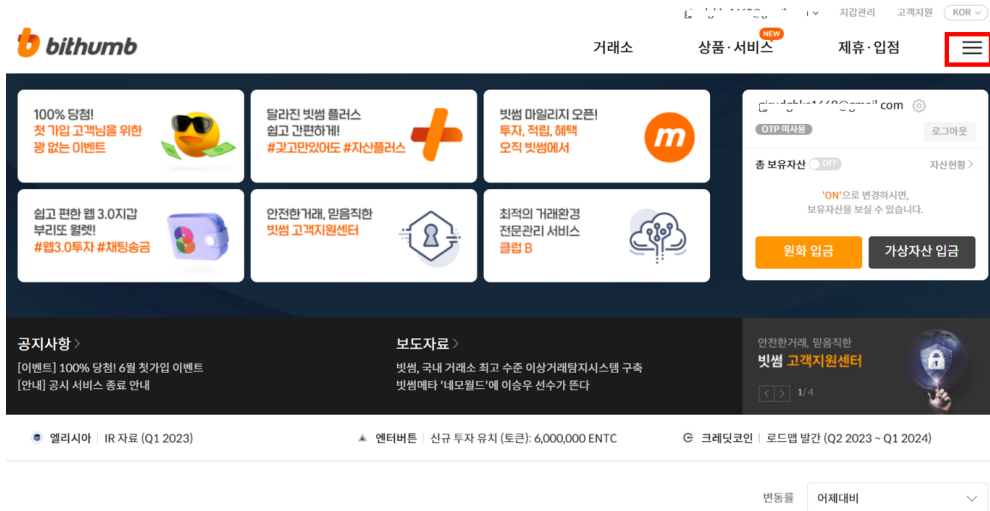 지갑관리
고객지원
KOR
bithumb
거래소
상품·서비스
NEW
제휴·입점
100% 당첨!
첫 가입 고객님을 위한
꽝 없는 이벤트
달라진 빗썸 플러스
쉽고 간편하게!
#갖고만있어도 #자산플러스
빗썸 마일리지 오픈!
투자, 적립, 혜택
오직 빗썸에서
m
쉽고 편한 웹 3.0지갑
부리또 월렛!
#웹3.0투자 #채팅송금
안전한거래, 믿음직한
빗썸 고객지원센터
최적의 거래환경
전문관리 서비스
클럽 B
com
OTP 미사용
로그아웃
총 보유자산
OFF
자산현황
'ON'으로 변경하시면,
보유자산을 보실 수 있습니다.
원화 입금
가상자산 입금
공지사항
[이벤트] 100% 당첨! 6월 첫가입 이벤트
[안내] 공시 서비스 종료 안내
보도자료
빗썸, 국내 거래소 최고 수준 이상거래탐지시스템 구축
빗썸메타 '네모월드'에 이승우 선수가 뜬다
안전한거래, 믿음직한
빗썸 고객지원센터
1/ 4
엘리시아 | IR 자료 (Q1 2023)
엔터버튼 | 신규 투자 유치 (토큰): 6,000,000 ENTC
크레딧코인 | 로드맵 발간 (Q2 2023 ~ Q1 2024)
변동률
어제대비